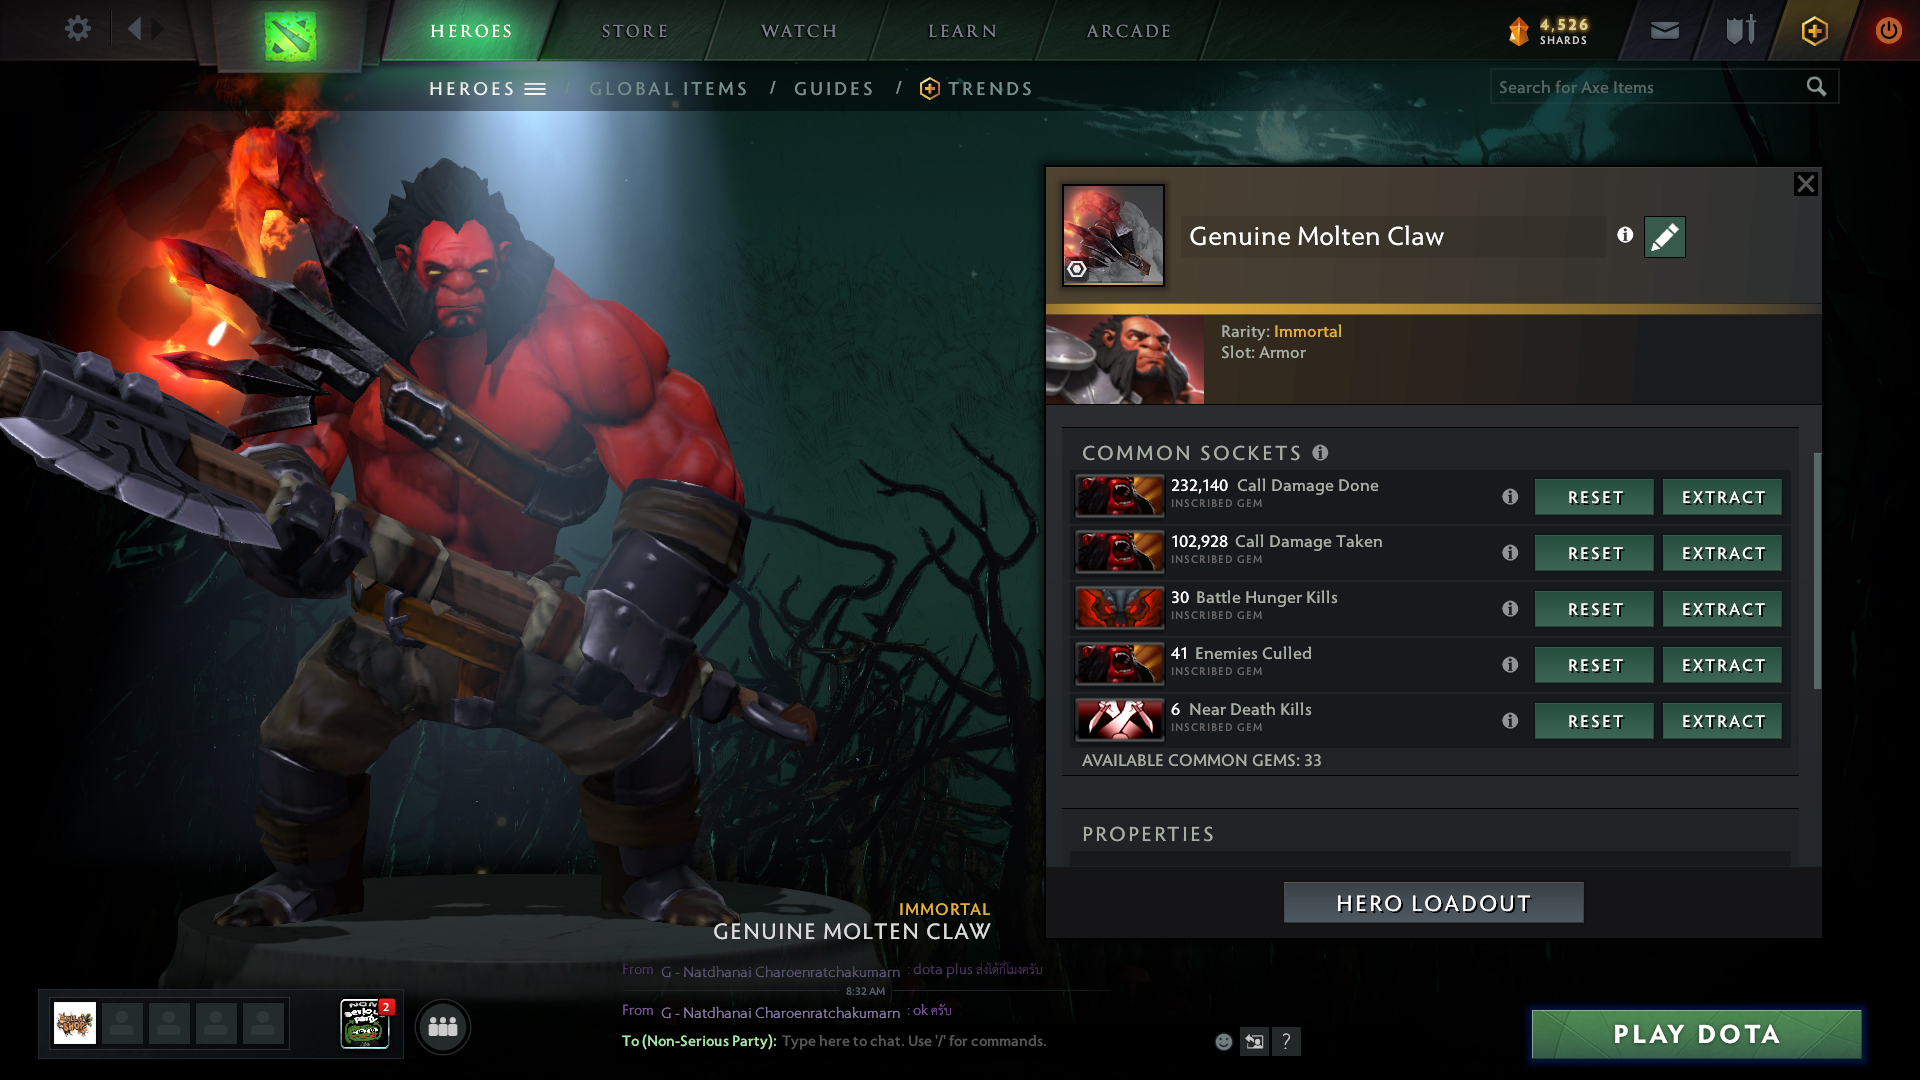 HEROES
STORE
WATCH
LEARN
ARCADE
4,526
SHARDS
HEROES / GLOBAL ITEMS / GUIDES / TRENDS
Search for Axe Items
Genuine Molten Claw
Rarity: Immortal
Slot: Armor
COMMON SOCKETS
232,140 Call Damage Done
INSCRIBED GEM
RESET
EXTRACT
102,928 Call Damage Taken
INSCRIBED GEM
RESET
EXTRACT
30 Battle Hunger Kills
INSCRIBED GEM
RESET
EXTRACT
41 Enemies Culled
INSCRIBED GEM
RESET
EXTRACT
6 Near Death Kills
INSCRIBED GEM
RESET
EXTRACT
AVAILABLE COMMON GEMS: 33
PROPERTIES
HERO LOADOUT
IMMORTAL
GENUINE MOLTEN CLAW
From G - Natdhanai Charoenratchakumarn : dota plus ส่งได้กี่โมงครับ
8:32 AM
From G - Natdhanai Charoenratchakumarn : ok ครับ
To (Non-Serious Party): Type here to chat. Use '/' for commands.
2
?
PLAY DOTA